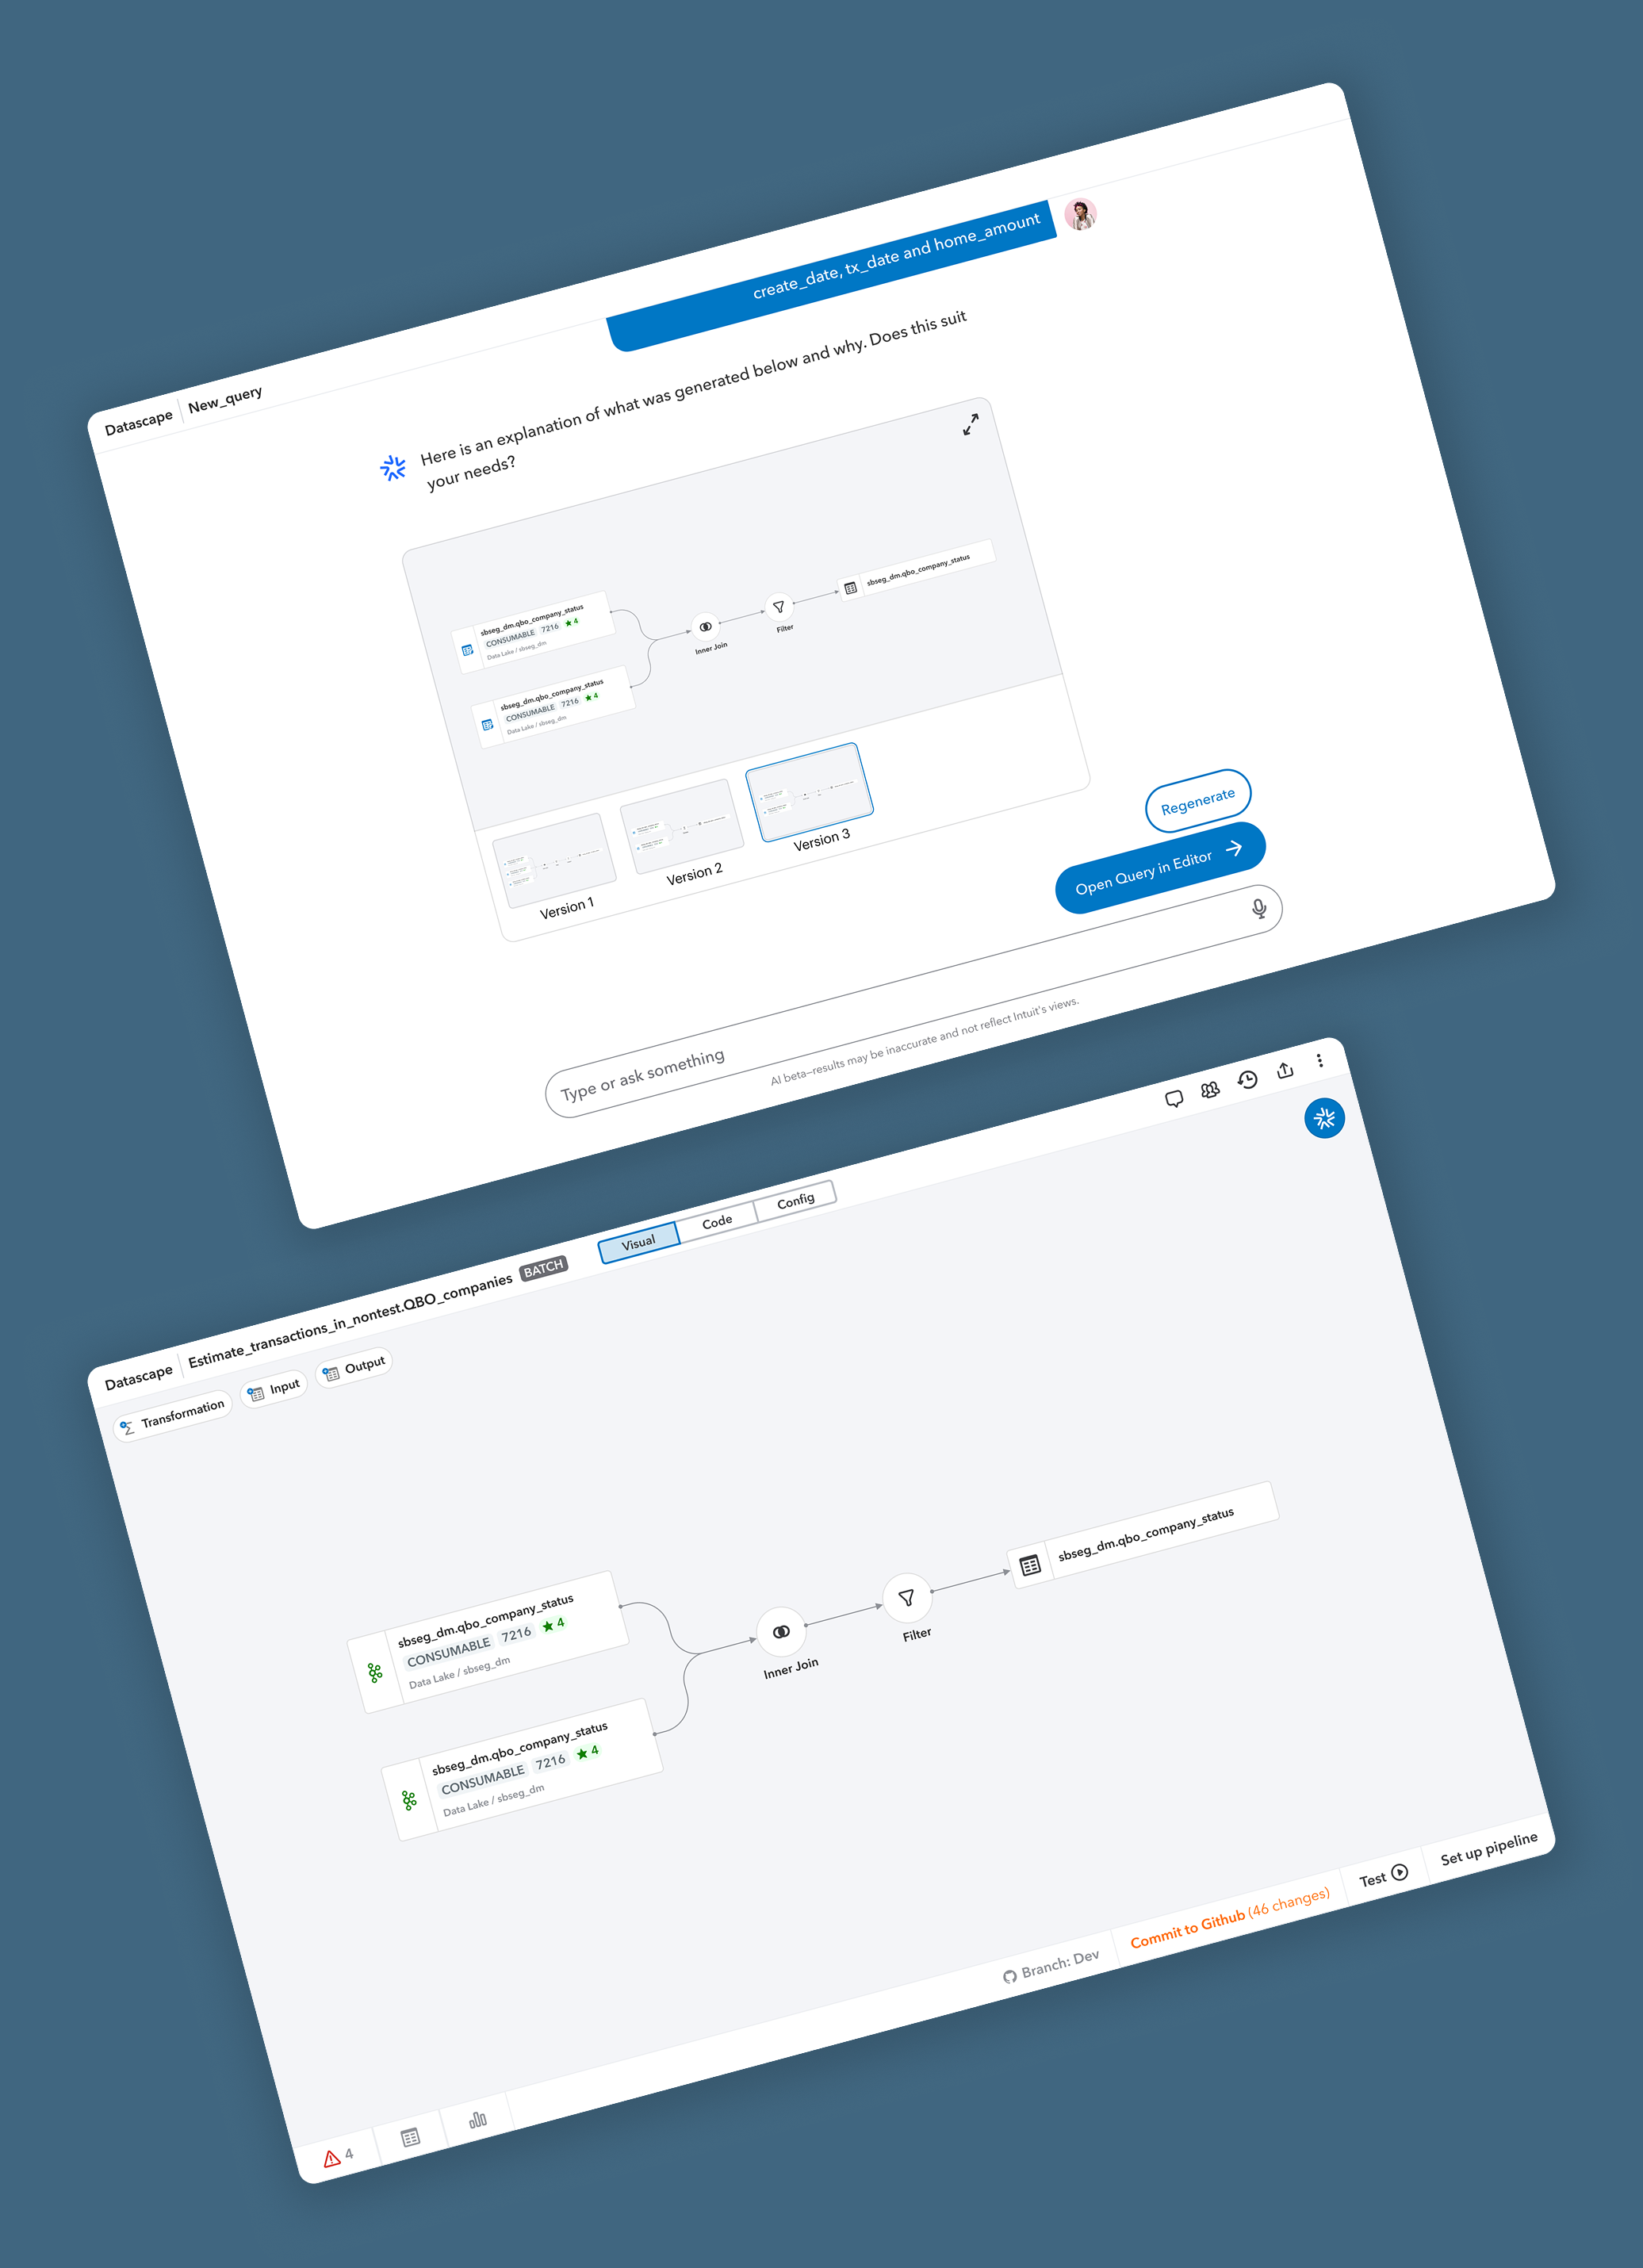 Datascape
New_query
create_date, tx_date and home_amount
Here is an explanation of what was generated below and why. Does this suit
your needs?
sbseg_dm.qbo_company_status
CONSUMABLE 7216 4
Data Lake / sbseg_dm
sbseg_dm.qbo_company_status
CONSUMABLE 7216 4
Data Lake / sbseg_dm
Inner Join
Filter
sbseg_dm.qbo_company_status
Version 1
Version 2
Version 3
Regenerate
Open Query in Editor
Type or ask something
AI beta–results may be inaccurate and not reflect Intuit's views.
Datascape
Estimate_transactions_in_nontest.QBO_companies
BATCH
Visual
Code
Config
Transformation
Input
Output
sbseg_dm.qbo_company_status
CONSUMABLE 7216 4
Data Lake / sbseg_dm
sbseg_dm.qbo_company_status
CONSUMABLE 7216 4
Data Lake / sbseg_dm
Inner Join
Filter
sbseg_dm.qbo_company_status
4
Branch: Dev
Commit to Github (46 changes)
Test
Set up pipeline